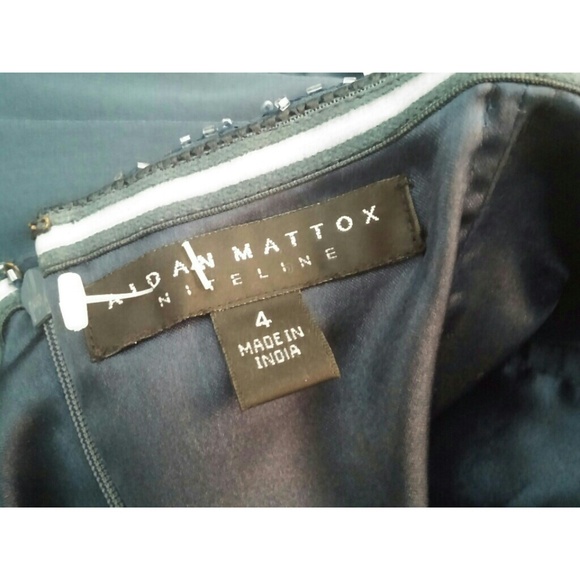 AIDAN MATTOX
NITELINE
4
MADE IN
INDIA